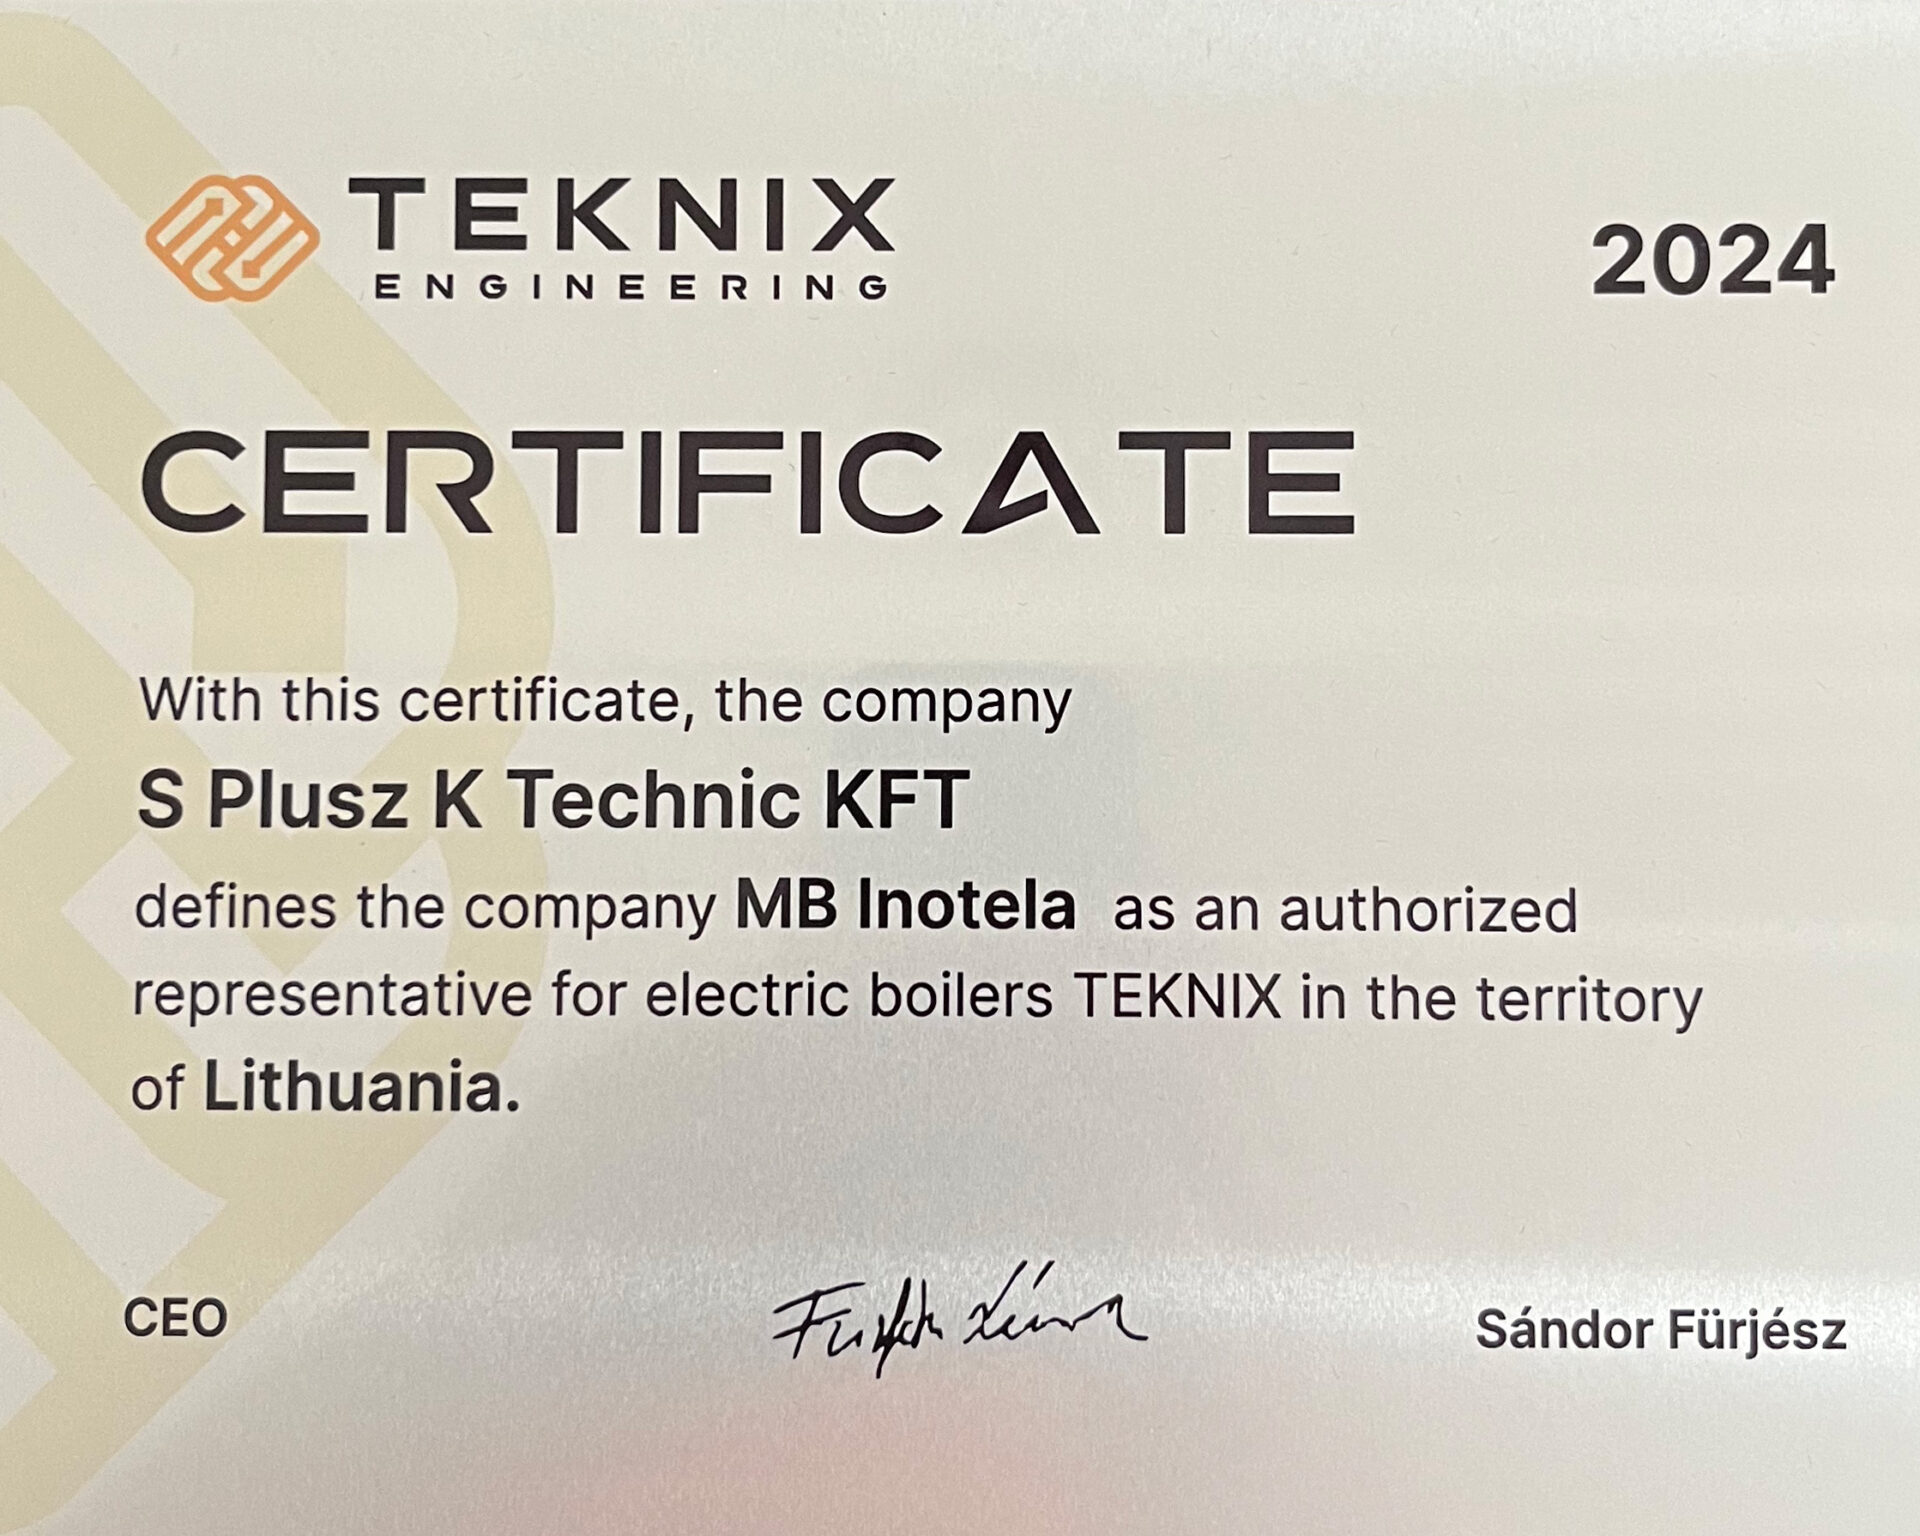 TEKNIX
ENGINEERING
2024
CERTIFICATE
With this certificate, the company
S Plusz K Technic KFT
defines the company MB Inotela as an authorized
representative for electric boilers TEKNIX in the territory
of Lithuania.
CEO
Sándor Fürjész